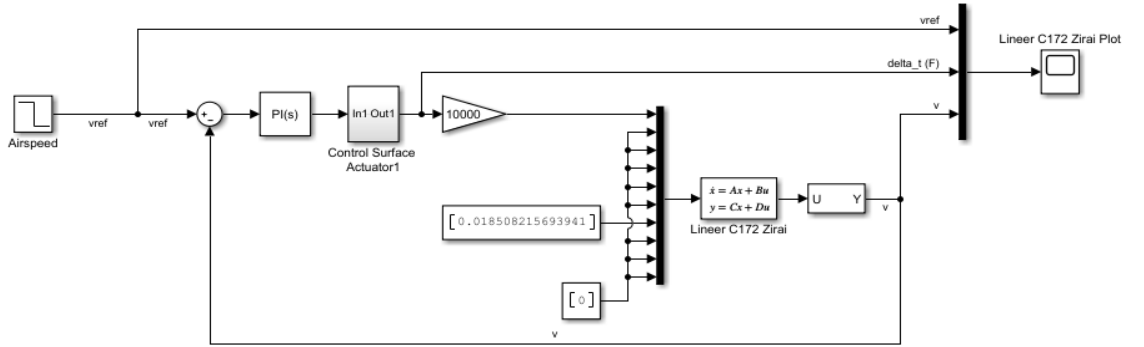 vref
Lineer C172 Zirai Plot
delta_t (F)
v
Airspeed
vref
vref
+
-
PI(s)
In1 Out1
Control Surface
Actuator1
10000
[0.018508215693941]
[0]
ẋ = Ax + Bu
y = Cx + Du
Lineer C172 Zirai
U Y
v
v